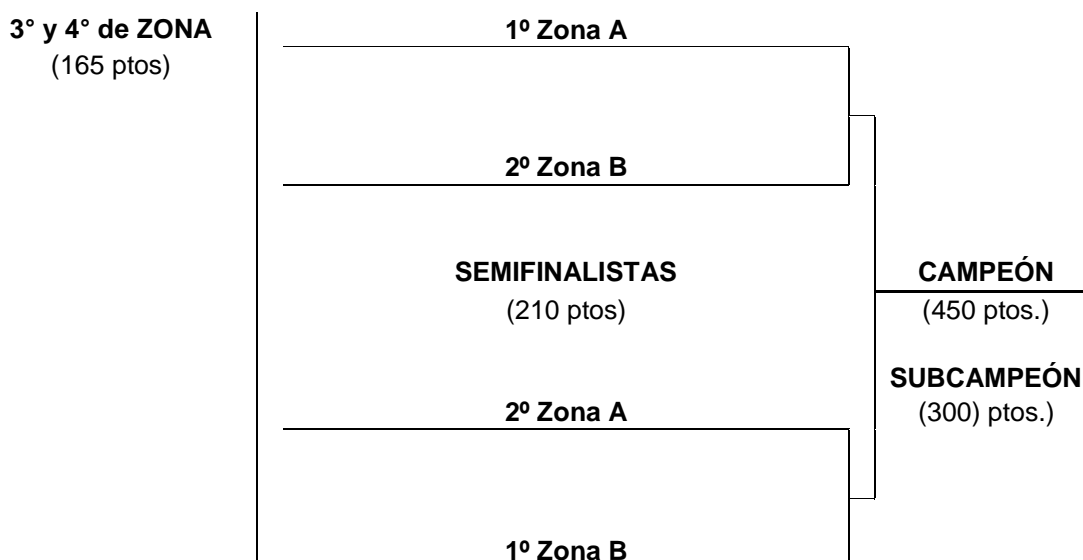 3° y 4° de ZONA
(165 ptos)
1º Zona A
2º Zona B
SEMIFINALISTAS
(210 ptos)
CAMPEÓN
(450 ptos.)
SUBCAMPEÓN
(300) ptos.)
2º Zona A
1º Zona B